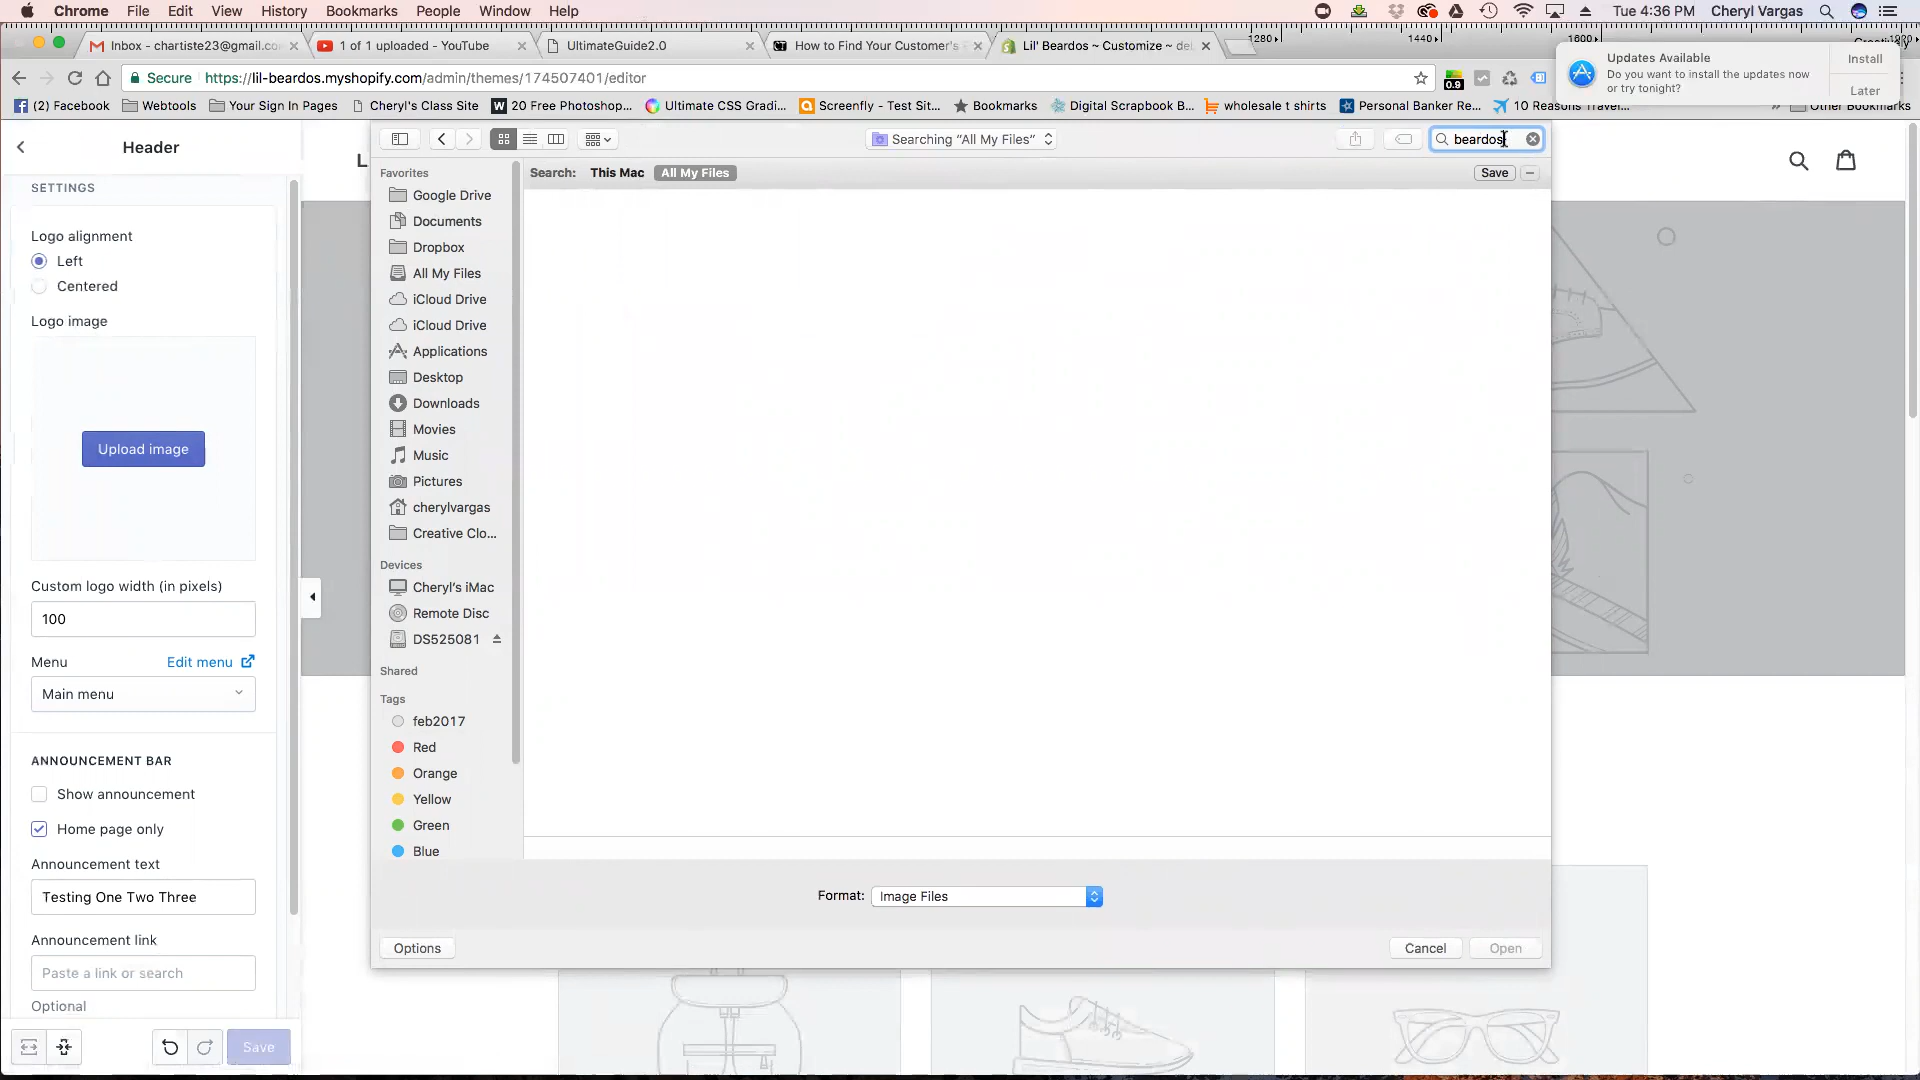 Chrome File Edit View History Bookmarks People Window Help Tue 4:36 PM Cheryl Vargas
1280 1440 1600
Inbox - chartiste23@gmail.co
1 of 1 uploaded - YouTube
UltimateGuide2.0
How to Find Your Customer's
Lil' Beardos ~ Customize ~ de
Secure https://lil-beardos.myshopify.com/admin/themes/174507401/editor
0.9
Updates Available
Do you want to install the updates now
or try tonight?
Install
Later
(2) Facebook Webtools Your Sign In Pages Cheryl's Class Site 20 Free Photoshop... Ultimate CSS Gradi... Screenfly - Test Sit... Bookmarks Digital Scrapbook B... wholesale t shirts Personal Banker Re... 10 Reasons Travel... Other Bookmarks
Header
SETTINGS
Logo alignment
Left
Centered
Logo image
Upload image
Custom logo width (in pixels)
100
Menu Edit menu
Main menu
ANNOUNCEMENT BAR
Show announcement
Home page only
Announcement text
Testing One Two Three
Announcement link
Paste a link or search
Optional
Save
L
Searching "All My Files"
beardos
Search: This Mac All My Files Save
Favorites
Google Drive
Documents
Dropbox
All My Files
iCloud Drive
iCloud Drive
Applications
Desktop
Downloads
Movies
Music
Pictures
cherylvargas
Creative Clo...
Devices
Cheryl's iMac
Remote Disc
DS525081
Shared
Tags
feb2017
Red
Orange
Yellow
Green
Blue
Format: Image Files
Options
Cancel Open